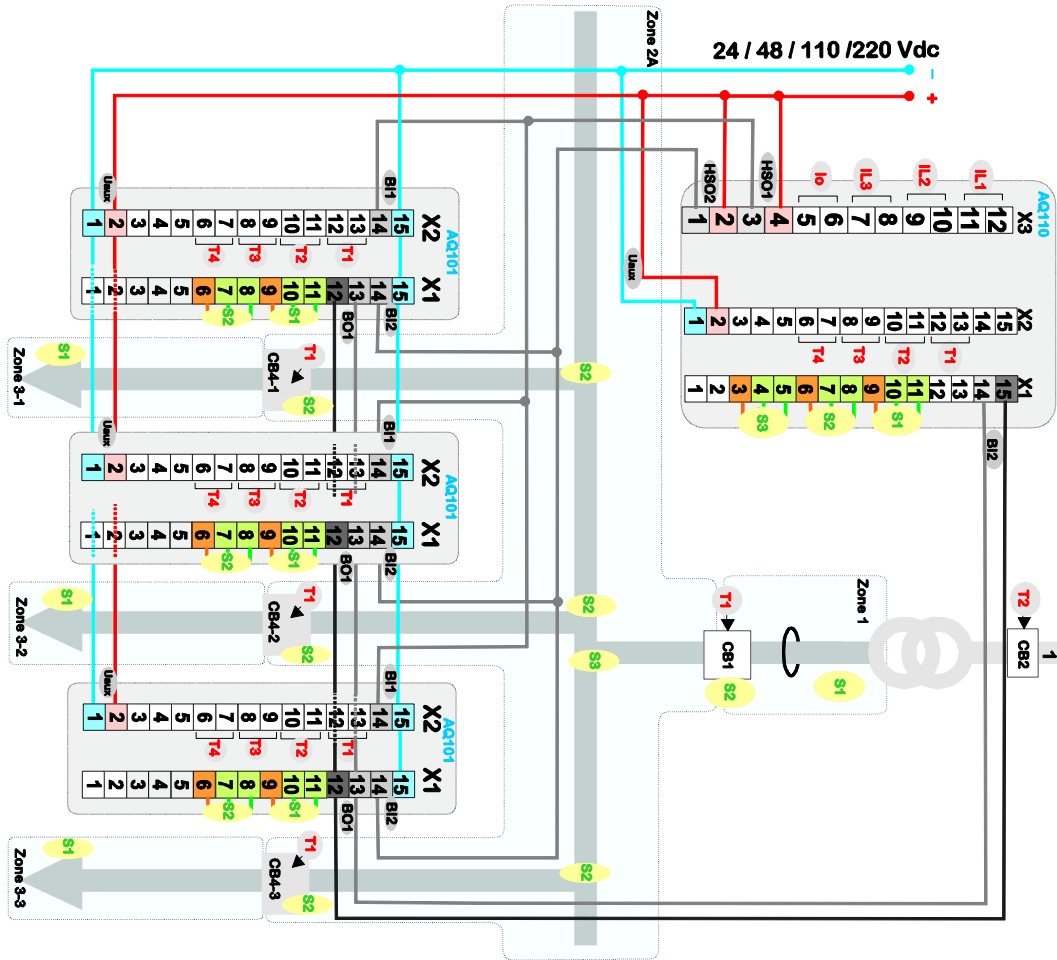 Zone 2A
24 / 48 / 110 /220 Vdc
-
+
AQ110
X3
HSO2
HSO1
Io
IL3
IL2
IL1
1 2 3 4 5 6 7 8 9 10 11 12
Uaux
X2
1 2 3 4 5 6 7 8 9 10 11 12 13 14 15
T4 T3 T2 T1
X1
1 2 3 4 5 6 7 8 9 10 11 12 13 14 15
S3 S2 S1
BI2
Uaux
BI1
AQ101
X2
1 2 3 4 5 6 7 8 9 10 11 12 13 14 15
T4 T3 T2 T1
X1
1 2 3 4 5 6 7 8 9 10 11 12 13 14 15
S2 S1
BO1
BI2
Zone 3-1
S1
CB4-1
T1
S2
S2
Uaux
BI1
AQ101
X2
1 2 3 4 5 6 7 8 9 10 11 12 13 14 15
T4 T3 T2 T1
X1
1 2 3 4 5 6 7 8 9 10 11 12 13 14 15
S2 S1
BO1
BI2
Zone 3-2
S1
CB4-2
T1
S2
S2
S3
T1
CB1
S2
Zone 1
S1
T2
CB2
1
Uaux
BI1
AQ101
X2
1 2 3 4 5 6 7 8 9 10 11 12 13 14 15
T4 T3 T2 T1
X1
1 2 3 4 5 6 7 8 9 10 11 12 13 14 15
S2 S1
BO1
BI2
Zone 3-3
S1
CB4-3
T1
S2
S2